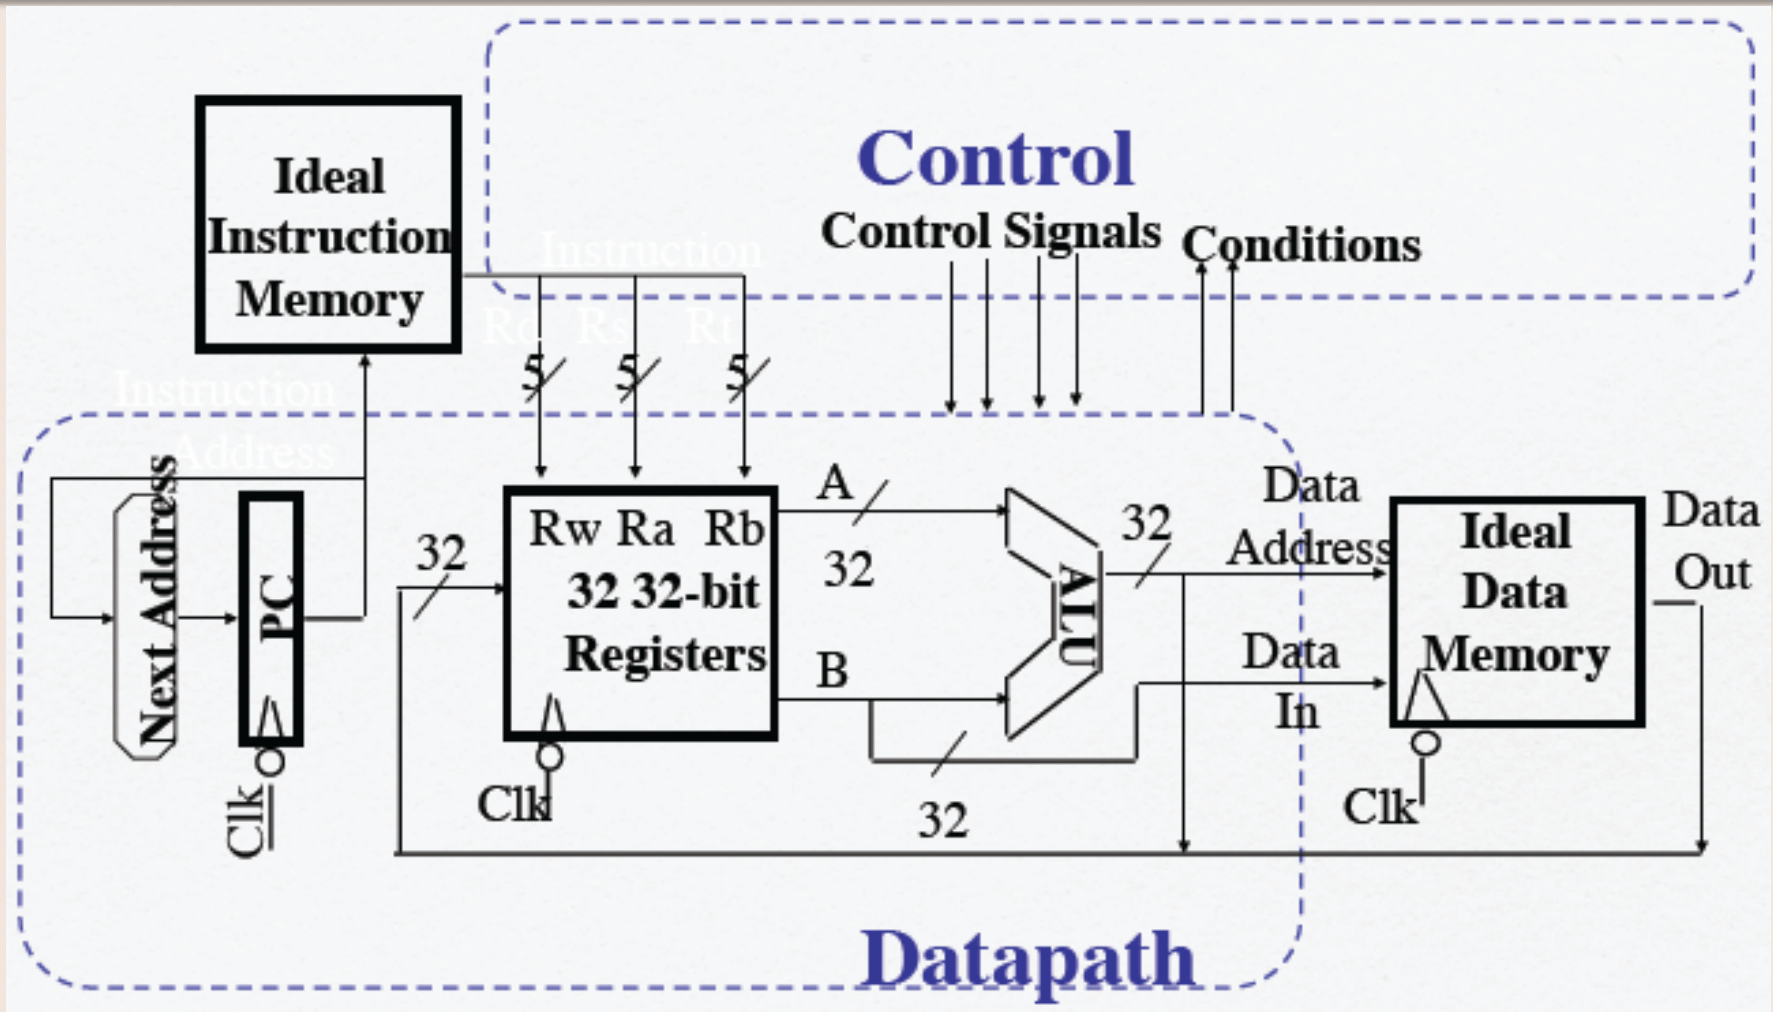 Control
Ideal
Instruction
Memory
Control Signals
Conditions
Instruction
Rd Rs Rt
5 5 5
Instruction
Address
Next Address
PC
Clk
32
Rw Ra Rb
32 32-bit
Registers
Clk
A
32
B
32
ALU
32
Data
Address
Data
In
Ideal
Data
Memory
Clk
Data
Out
Datapath